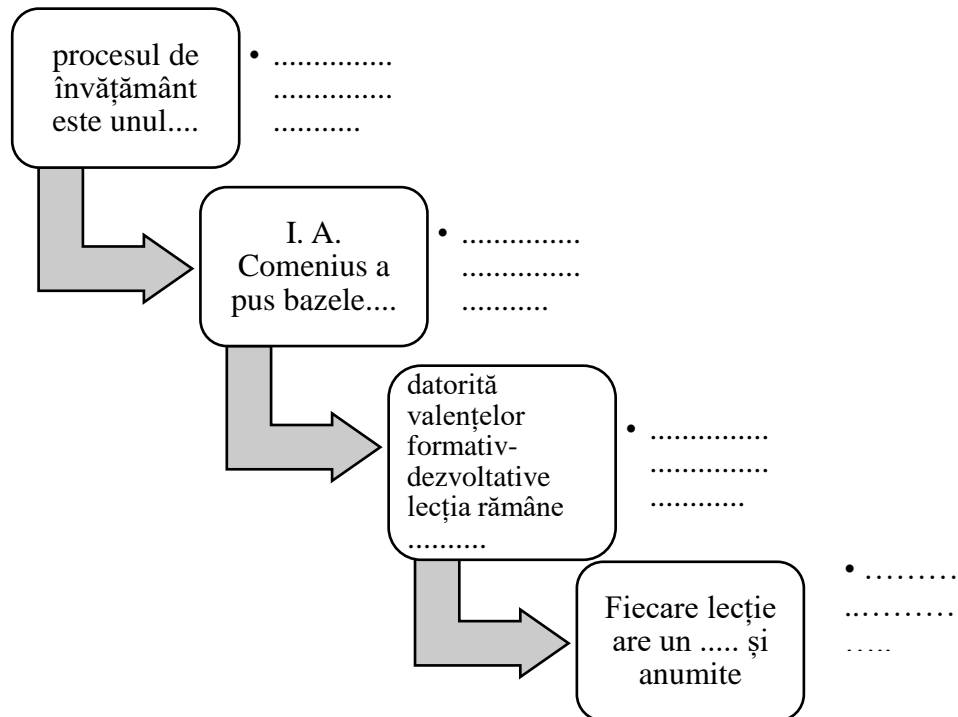 procesul de
învățământ
este unul....
• ...............
...............
...........
I. A.
Comenius a
pus bazele....
• ...............
...............
...........
datorită
valențelor
formativ-
dezvoltative
lecția rămâne
..........
• ...............
...............
............
Fiecare lecție
are un ..... și
anumite
• ………
..………
…..